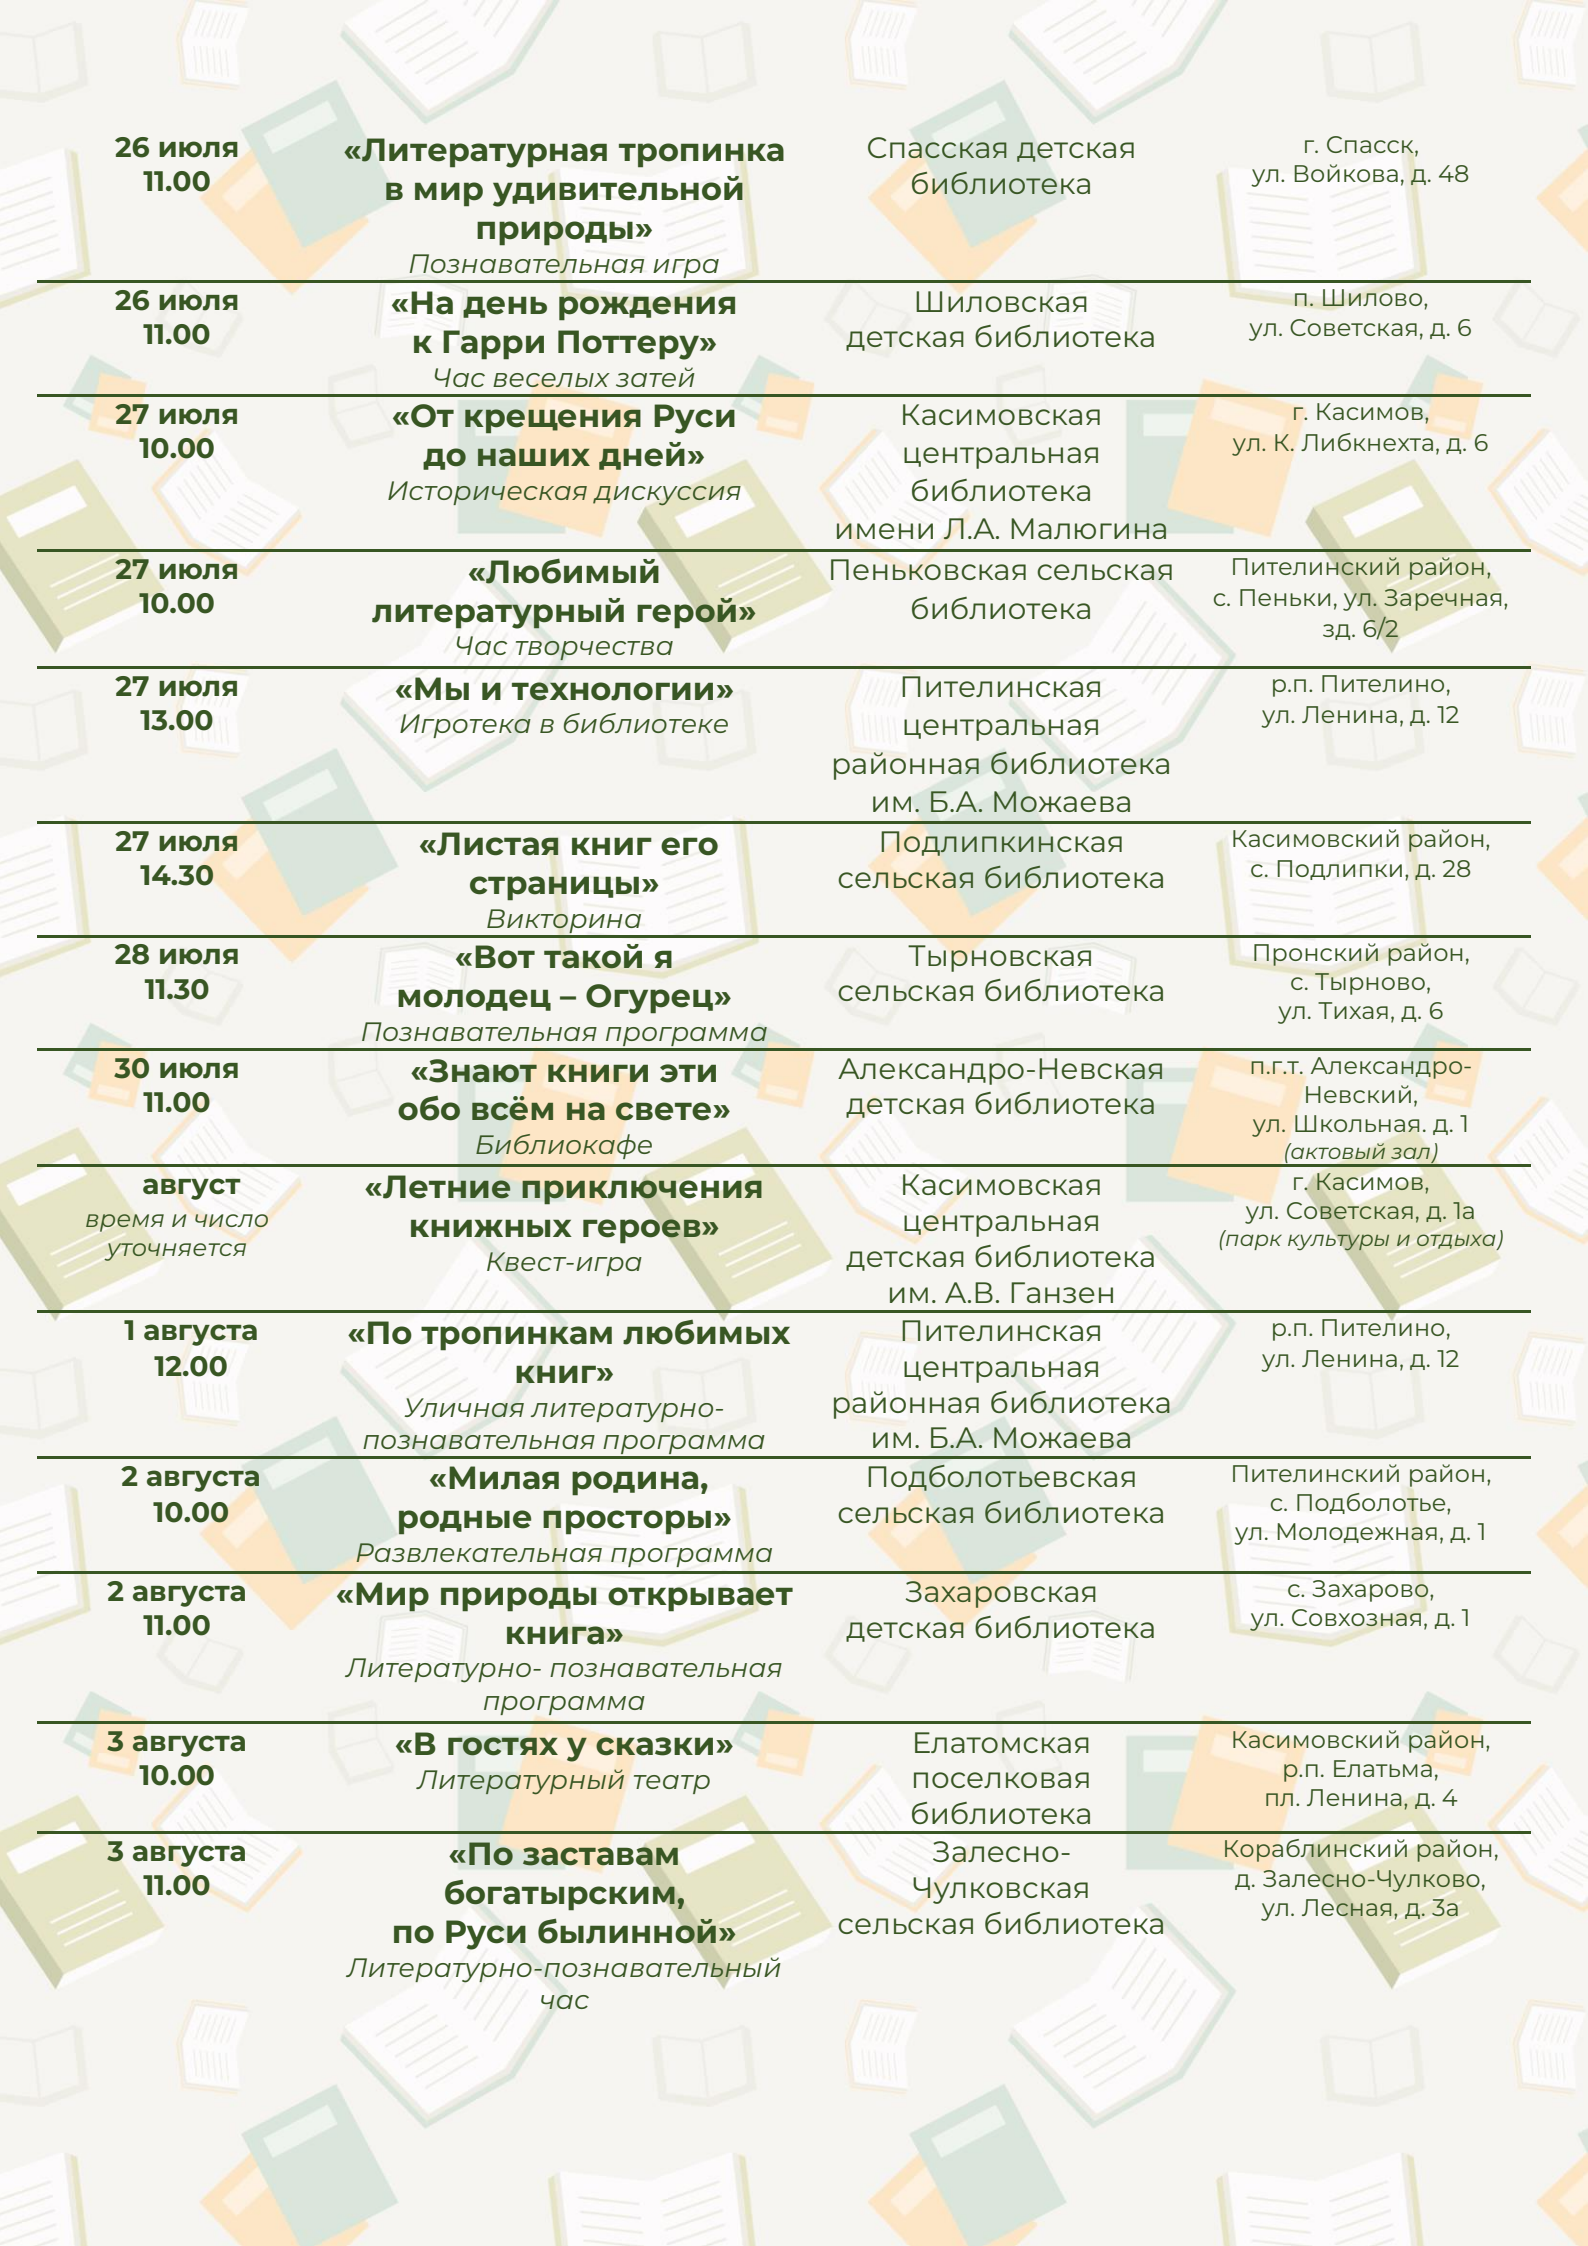 26 июля
11.00
«Литературная тропинка
в мир удивительной
природы»
Познавательная игра
Спасская детская
библиотека
г. Спасск,
ул. Войкова, д. 48
26 июля
11.00
«На день рождения
к Гарри Поттеру»
Час веселых затей
Шиловская
детская библиотека
п. Шилово,
ул. Советская, д. 6
27 июля
10.00
«От крещения Руси
до наших дней»
Историческая дискуссия
Касимовская
центральная
библиотека
имени Л.А. Малюгина
г. Касимов,
ул. К. Либкнехта, д. 6
27 июля
10.00
«Любимый
литературный герой»
Час творчества
Пеньковская сельская
библиотека
Пителинский район,
с. Пеньки, ул. Заречная,
зд. 6/2
27 июля
13.00
«Мы и технологии»
Игротека в библиотеке
Пителинская
центральная
районная библиотека
им. Б.А. Можаева
р.п. Пителино,
ул. Ленина, д. 12
27 июля
14.30
«Листая книг его
страницы»
Викторина
Подлипкинская
сельская библиотека
Касимовский район,
с. Подлипки, д. 28
28 июля
11.30
«Вот такой я
молодец – Огурец»
Познавательная программа
Тырновская
сельская библиотека
Пронский район,
с. Тырново,
ул. Тихая, д. 6
30 июля
11.00
«Знают книги эти
обо всём на свете»
Библиокафе
Александро-Невская
детская библиотека
п.г.т. Александро-
Невский,
ул. Школьная. д. 1
(актовый зал)
август
время и число
уточняется
«Летние приключения
книжных героев»
Квест-игра
Касимовская
центральная
детская библиотека
им. А.В. Ганзен
г. Касимов,
ул. Советская, д. 1а
(парк культуры и отдыха)
1 августа
12.00
«По тропинкам любимых
книг»
Уличная литературно-
познавательная программа
Пителинская
центральная
районная библиотека
им. Б.А. Можаева
р.п. Пителино,
ул. Ленина, д. 12
2 августа
10.00
«Милая родина,
родные просторы»
Развлекательная программа
Подболотьевская
сельская библиотека
Пителинский район,
с. Подболотье,
ул. Молодежная, д. 1
2 августа
11.00
«Мир природы открывает
книга»
Литературно- познавательная
программа
Захаровская
детская библиотека
с. Захарово,
ул. Совхозная, д. 1
3 августа
10.00
«В гостях у сказки»
Литературный театр
Елатомская
поселковая
библиотека
Касимовский район,
р.п. Елатьма,
пл. Ленина, д. 4
3 августа
11.00
«По заставам
богатырским,
по Руси былинной»
Литературно-познавательный
час
Залесно-
Чулковская
сельская библиотека
Кораблинский район,
д. Залесно-Чулково,
ул. Лесная, д. 3а